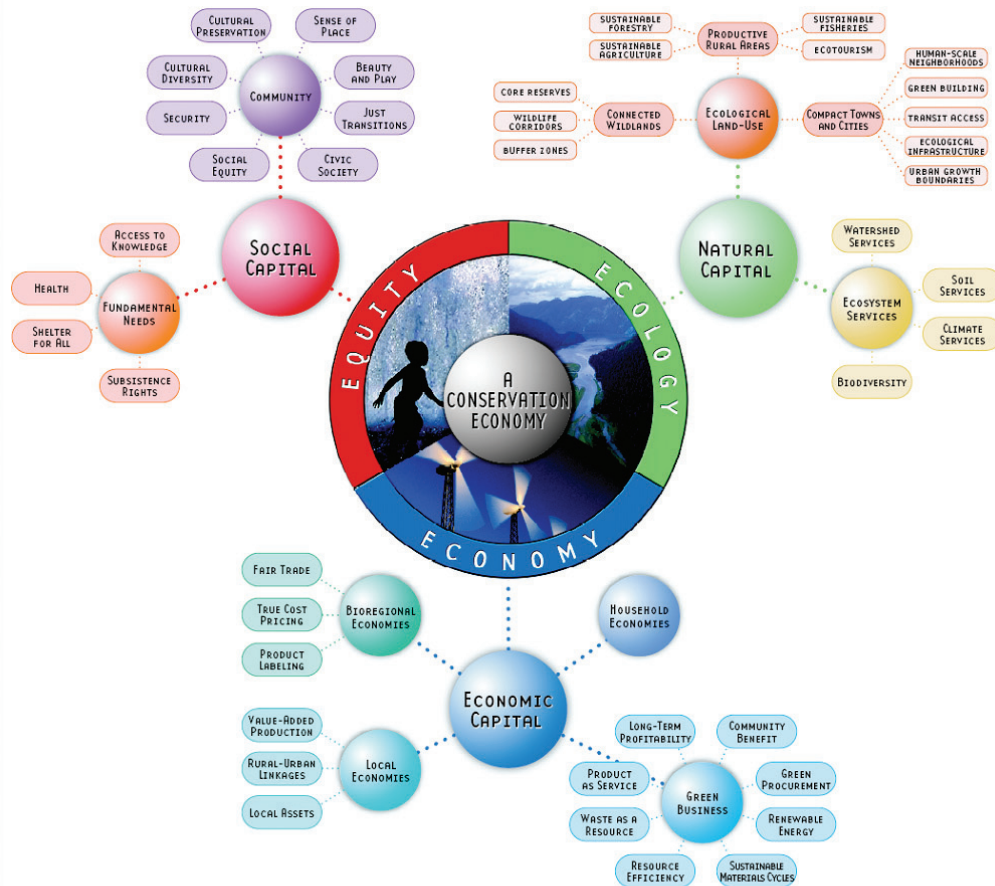 CULTURAL
PRESERVATION
SENSE OF
PLACE
CULTURAL
DIVERSITY
BEAUTY
AND PLAY
COMMUNITY
SECURITY
JUST
TRANSITIONS
SOCIAL
EQUITY
CIVIC
SOCIETY
SUSTAINABLE
FORESTRY
PRODUCTIVE
RURAL AREAS
SUSTAINABLE
FISHERIES
SUSTAINABLE
AGRICULTURE
ECOTOURISM
CORE RESERVES
WILDLIFE
CORRIDORS
BUFFER ZONES
CONNECTED
WILDLANDS
ECOLOGICAL
LAND-USE
COMPACT TOWNS
AND CITIES
HUMAN-SCALE
NEIGHBORHOODS
GREEN BUILDING
TRANSIT ACCESS
ECOLOGICAL
INFRASTRUCTURE
URBAN GROWTH
BOUNDARIES
SOCIAL
CAPITAL
ACCESS TO
KNOWLEDGE
HEALTH
FUNDAMENTAL
NEEDS
SHELTER
FOR ALL
SUBSISTENCE
RIGHTS
NATURAL
CAPITAL
WATERSHED
SERVICES
ECOSYSTEM
SERVICES
SOIL
SERVICES
CLIMATE
SERVICES
BIODIVERSITY
EQUITY
ECOLOGY
A
CONSERVATION
ECONOMY
ECONOMY
FAIR TRADE
TRUE COST
PRICING
PRODUCT
LABELING
BIOREGIONAL
ECONOMIES
HOUSEHOLD
ECONOMIES
ECONOMIC
CAPITAL
VALUE-ADDED
PRODUCTION
RURAL-URBAN
LINKAGES
LOCAL ASSETS
LOCAL
ECONOMIES
LONG-TERM
PROFITABILITY
COMMUNITY
BENEFIT
PRODUCT
AS SERVICE
GREEN
PROCUREMENT
GREEN
BUSINESS
WASTE AS A
RESOURCE
RENEWABLE
ENERGY
RESOURCE
EFFICIENCY
SUSTAINABLE
MATERIALS CYCLES